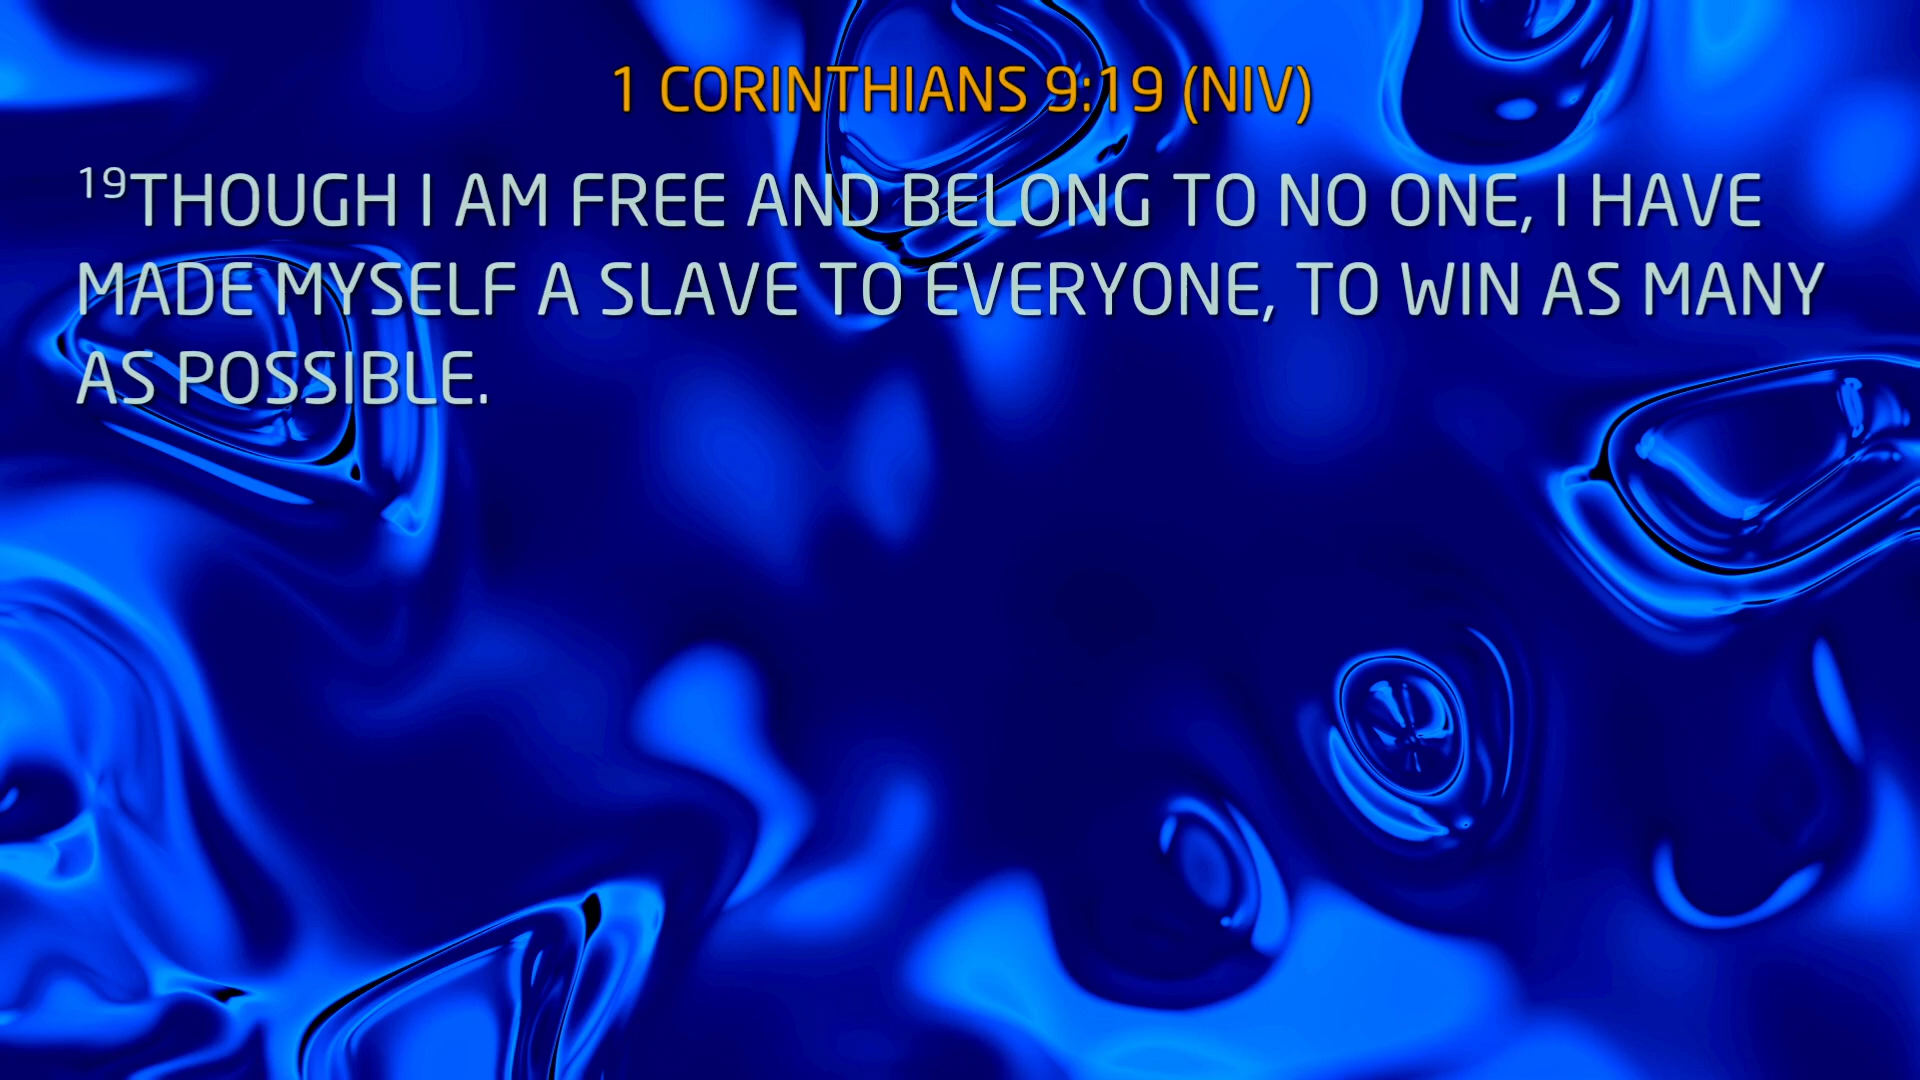 1 CORINTHIANS 9:19 (NIV)
19THOUGH I AM FREE AND BELONG TO NO ONE, I HAVE
MADE MYSELF A SLAVE TO EVERYONE, TO WIN AS MANY
AS POSSIBLE.